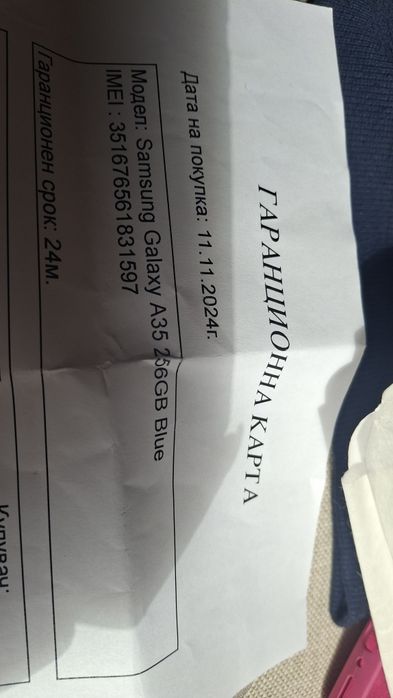 ГАРАНЦИОННА КАРТА
Дата на покупка: 11.11.2024г.
Модел: Samsung Galaxy A35 256GB Blue
IMEI : 351676561831597
Гаранционен срок: 24м.
Купувач: